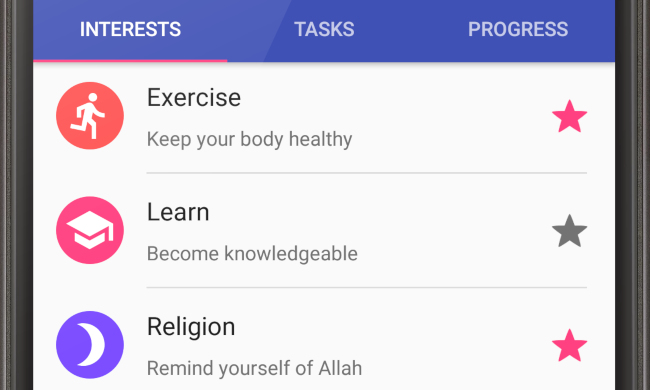 INTERESTS TASKS PROGRESS
Exercise
Keep your body healthy
Learn
Become knowledgeable
Religion
Remind yourself of Allah